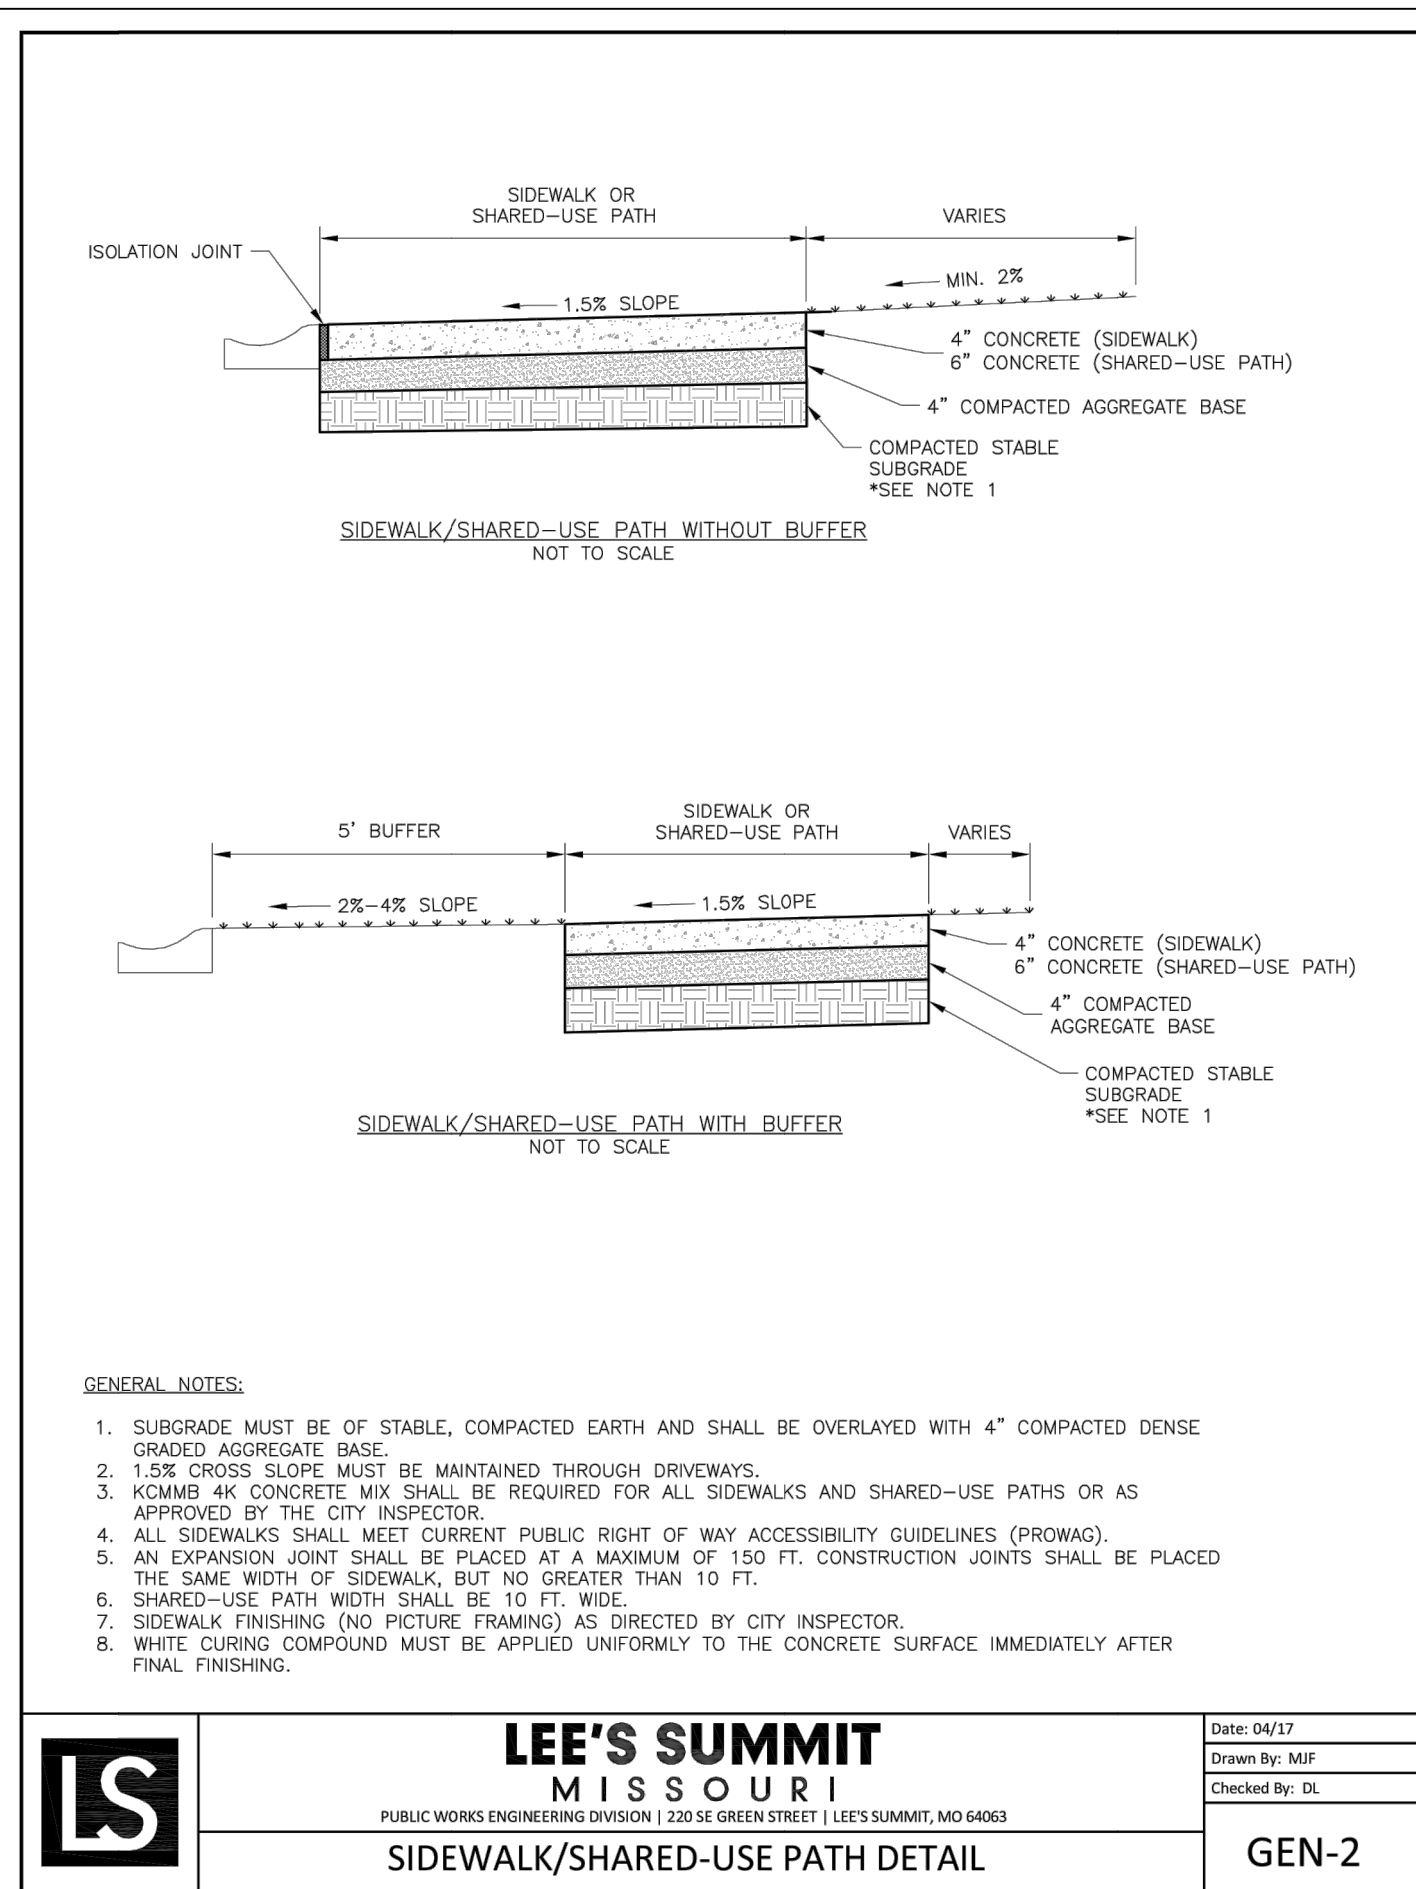 SIDEWALK OR
SHARED-USE PATH
VARIES
ISOLATION JOINT
MIN. 2%
1.5% SLOPE
4" CONCRETE (SIDEWALK)
6" CONCRETE (SHARED-USE PATH)
4" COMPACTED AGGREGATE BASE
COMPACTED STABLE
SUBGRADE
*SEE NOTE 1
SIDEWALK/SHARED-USE PATH WITHOUT BUFFER
NOT TO SCALE
5' BUFFER
SIDEWALK OR
SHARED-USE PATH
VARIES
2%-4% SLOPE
1.5% SLOPE
4" CONCRETE (SIDEWALK)
6" CONCRETE (SHARED-USE PATH)
4" COMPACTED
AGGREGATE BASE
COMPACTED STABLE
SUBGRADE
*SEE NOTE 1
SIDEWALK/SHARED-USE PATH WITH BUFFER
NOT TO SCALE
GENERAL NOTES:
1. SUBGRADE MUST BE OF STABLE, COMPACTED EARTH AND SHALL BE OVERLAYED WITH 4" COMPACTED DENSE
GRADED AGGREGATE BASE.
2. 1.5% CROSS SLOPE MUST BE MAINTAINED THROUGH DRIVEWAYS.
3. KCMMB 4K CONCRETE MIX SHALL BE REQUIRED FOR ALL SIDEWALKS AND SHARED-USE PATHS OR AS
APPROVED BY THE CITY INSPECTOR.
4. ALL SIDEWALKS SHALL MEET CURRENT PUBLIC RIGHT OF WAY ACCESSIBILITY GUIDELINES (PROWAG).
5. AN EXPANSION JOINT SHALL BE PLACED AT A MAXIMUM OF 150 FT. CONSTRUCTION JOINTS SHALL BE PLACED
THE SAME WIDTH OF SIDEWALK, BUT NO GREATER THAN 10 FT.
6. SHARED-USE PATH WIDTH SHALL BE 10 FT. WIDE.
7. SIDEWALK FINISHING (NO PICTURE FRAMING) AS DIRECTED BY CITY INSPECTOR.
8. WHITE CURING COMPOUND MUST BE APPLIED UNIFORMLY TO THE CONCRETE SURFACE IMMEDIATELY AFTER
FINAL FINISHING.
LS
LEE'S SUMMIT
MISSOURI
PUBLIC WORKS ENGINEERING DIVISION | 220 SE GREEN STREET | LEE'S SUMMIT, MO 64063
SIDEWALK/SHARED-USE PATH DETAIL
Date: 04/17
Drawn By: MJF
Checked By: DL
GEN-2